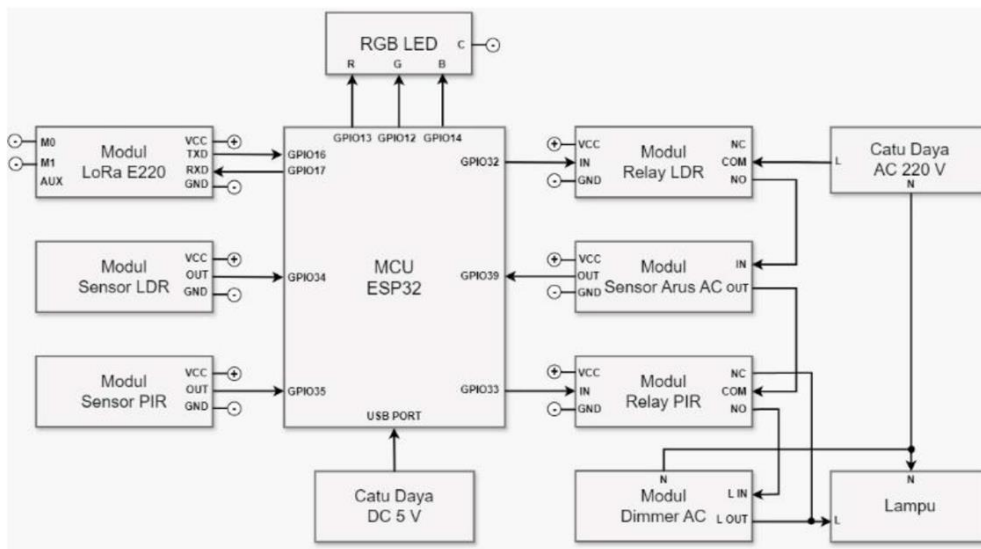 RGB LED
C
-
R G B
GPIO13 GPIO12 GPIO14
-
M0
-
M1
AUX
Modul
LoRa E220
VCC
+
TXD
RXD
GND
-
GPIO16
GPIO17
Modul
Sensor LDR
VCC
+
OUT
GND
-
GPIO34
Modul
Sensor PIR
VCC
+
OUT
GND
-
GPIO35
MCU
ESP32
GPIO32
GPIO39
GPIO33
USB PORT
Catu Daya
DC 5 V
+
VCC
IN
-
GND
Modul
Relay LDR
NC
COM
NO
Catu Daya
AC 220 V
L
N
+
VCC
OUT
-
GND
Modul
Sensor Arus AC
IN
OUT
+
VCC
IN
-
GND
Modul
Relay PIR
NC
COM
NO
N
Modul
Dimmer AC
L IN
L OUT
N
L
Lampu